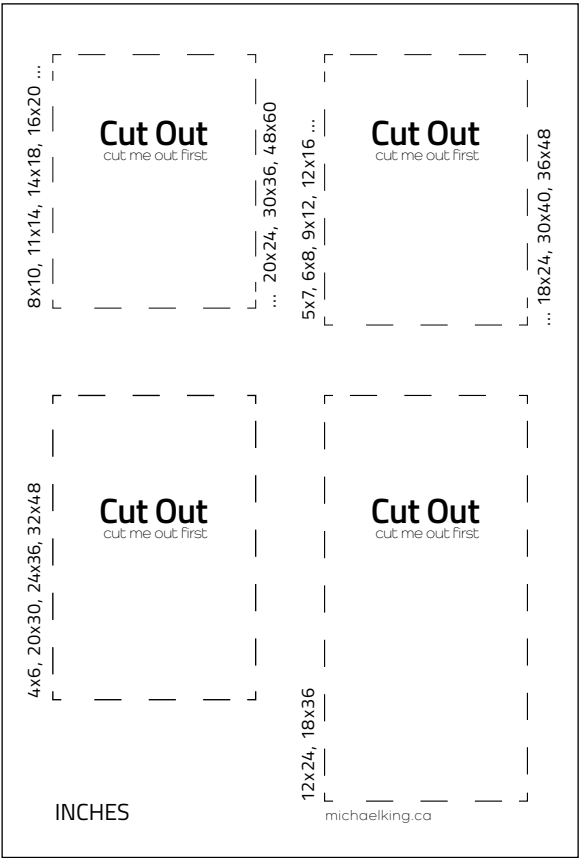 8x10, 11x14, 14x18, 16x20 ...
Cut Out
cut me out first
... 20x24, 30x36, 48x60
5x7, 6x8, 9x12, 12x16 ...
Cut Out
cut me out first
... 18x24, 30x40, 36x48
4x6, 20x30, 24x36, 32x48
Cut Out
cut me out first
12x24, 18x36
Cut Out
cut me out first
INCHES
michaelking.ca